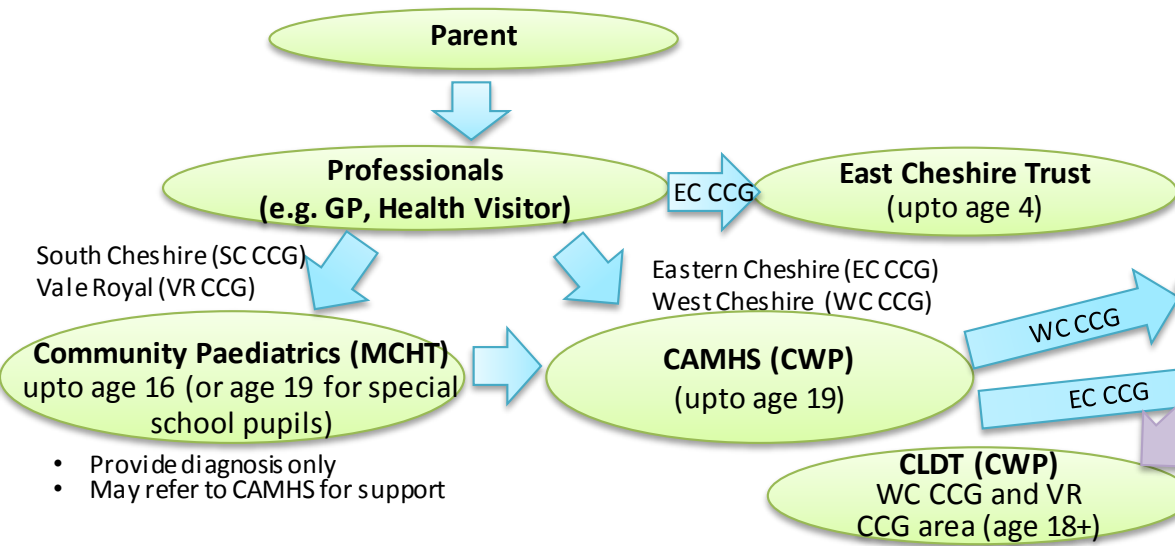 Parent
Professionals
(e.g. GP, Health Visitor)
EC CCG
East Cheshire Trust
(upto age 4)
South Cheshire (SC CCG)
Vale Royal (VR CCG)
Eastern Cheshire (EC CCG)
West Cheshire (WC CCG)
Community Paediatrics (MCHT)
upto age 16 (or age 19 for special
school pupils)
CAMHS (CWP)
(upto age 19)
WC CCG
EC CCG
• Provide diagnosis only
• May refer to CAMHS for support
CLDT (CWP)
WC CCG and VR
CCG area (age 18+)